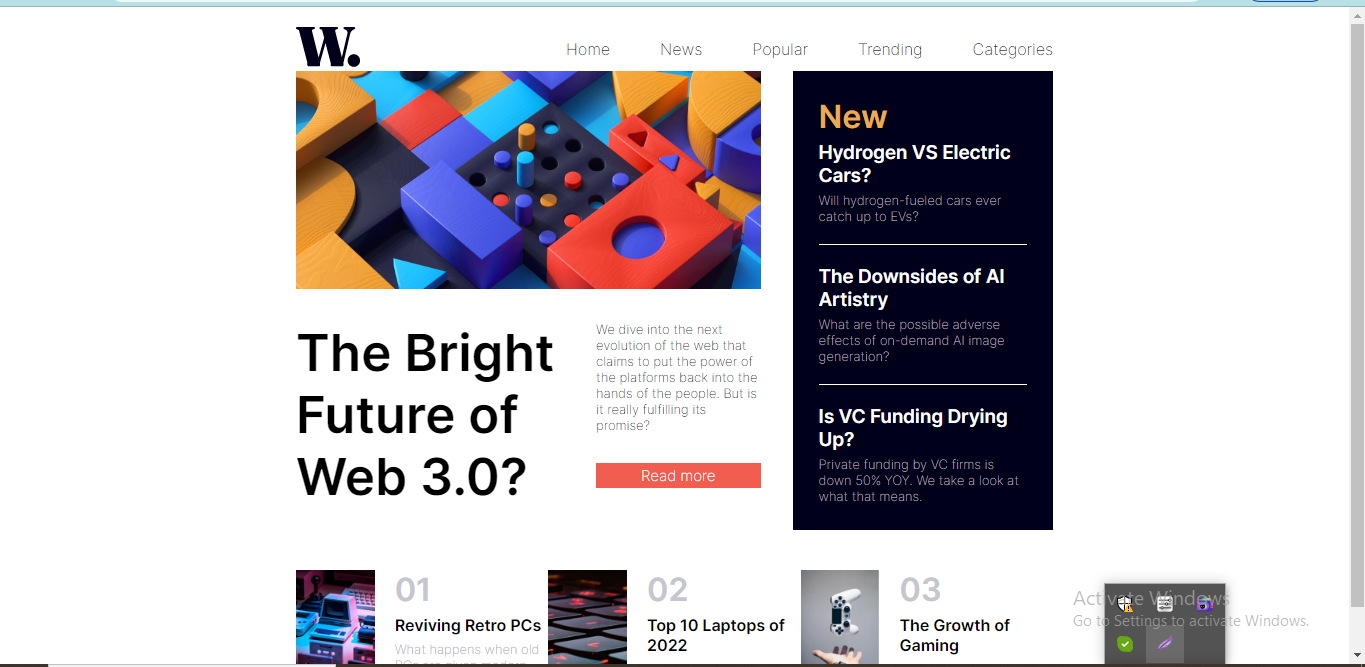 W.
Home News Popular Trending Categories
New
Hydrogen VS Electric
Cars?
Will hydrogen-fueled cars ever
catch up to EVs?
The Downsides of AI
Artistry
What are the possible adverse
effects of on-demand AI image
generation?
Is VC Funding Drying
Up?
Private funding by VC firms is
down 50% YOY. We take a look at
what that means.
The Bright
Future of
Web 3.0?
We dive into the next
evolution of the web that
claims to put the power of
the platforms back into the
hands of the people. But is
it really fulfilling its
promise?
Read more
01
Reviving Retro PCs
What happens when old
PCs are given modern
02
Top 10 Laptops of
2022
03
The Growth of
Gaming
Activate Windows
Go to Settings to activate Windows.